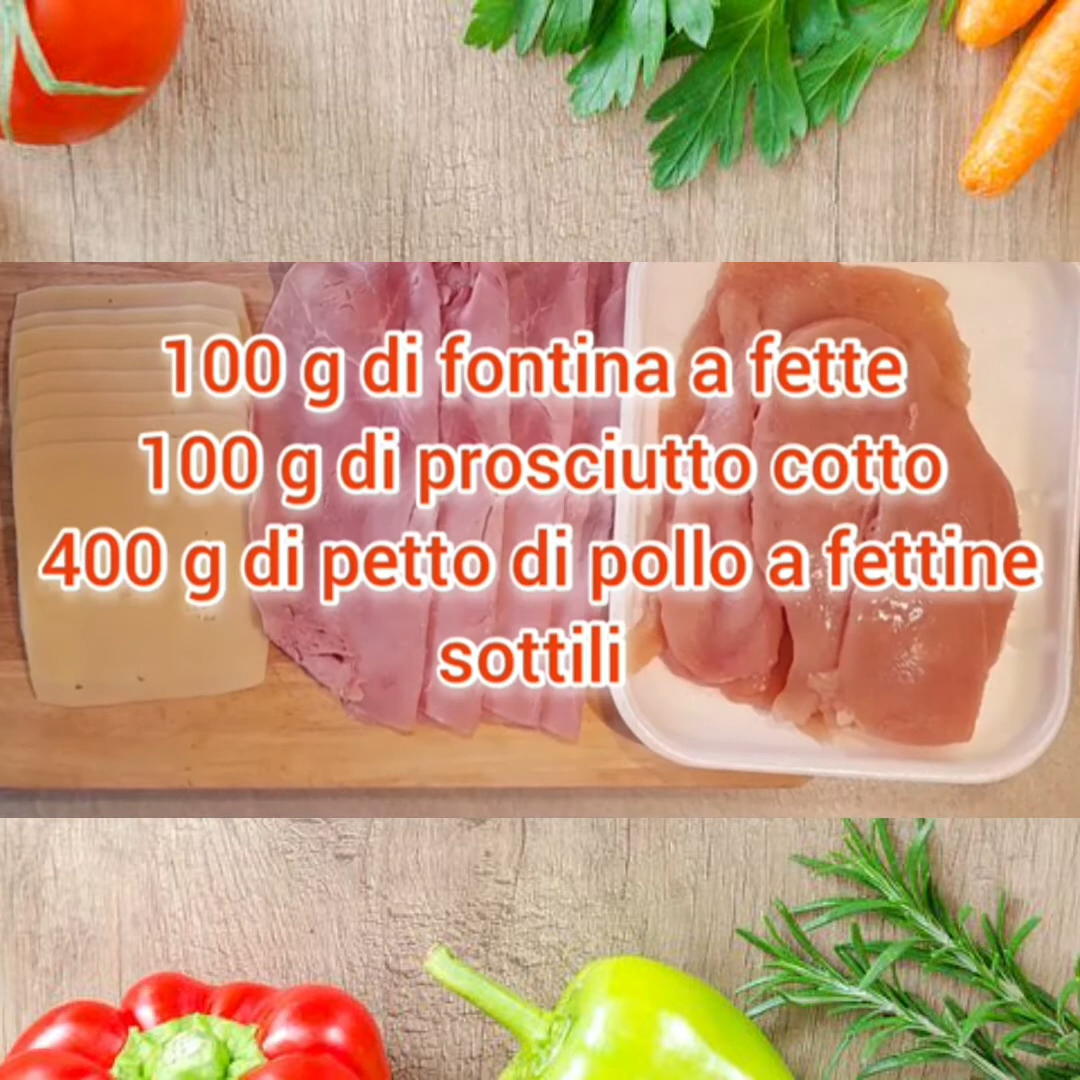 100 g di fontina a fette
100 g di prosciutto cotto
400 g di petto di pollo a fettine
sottili